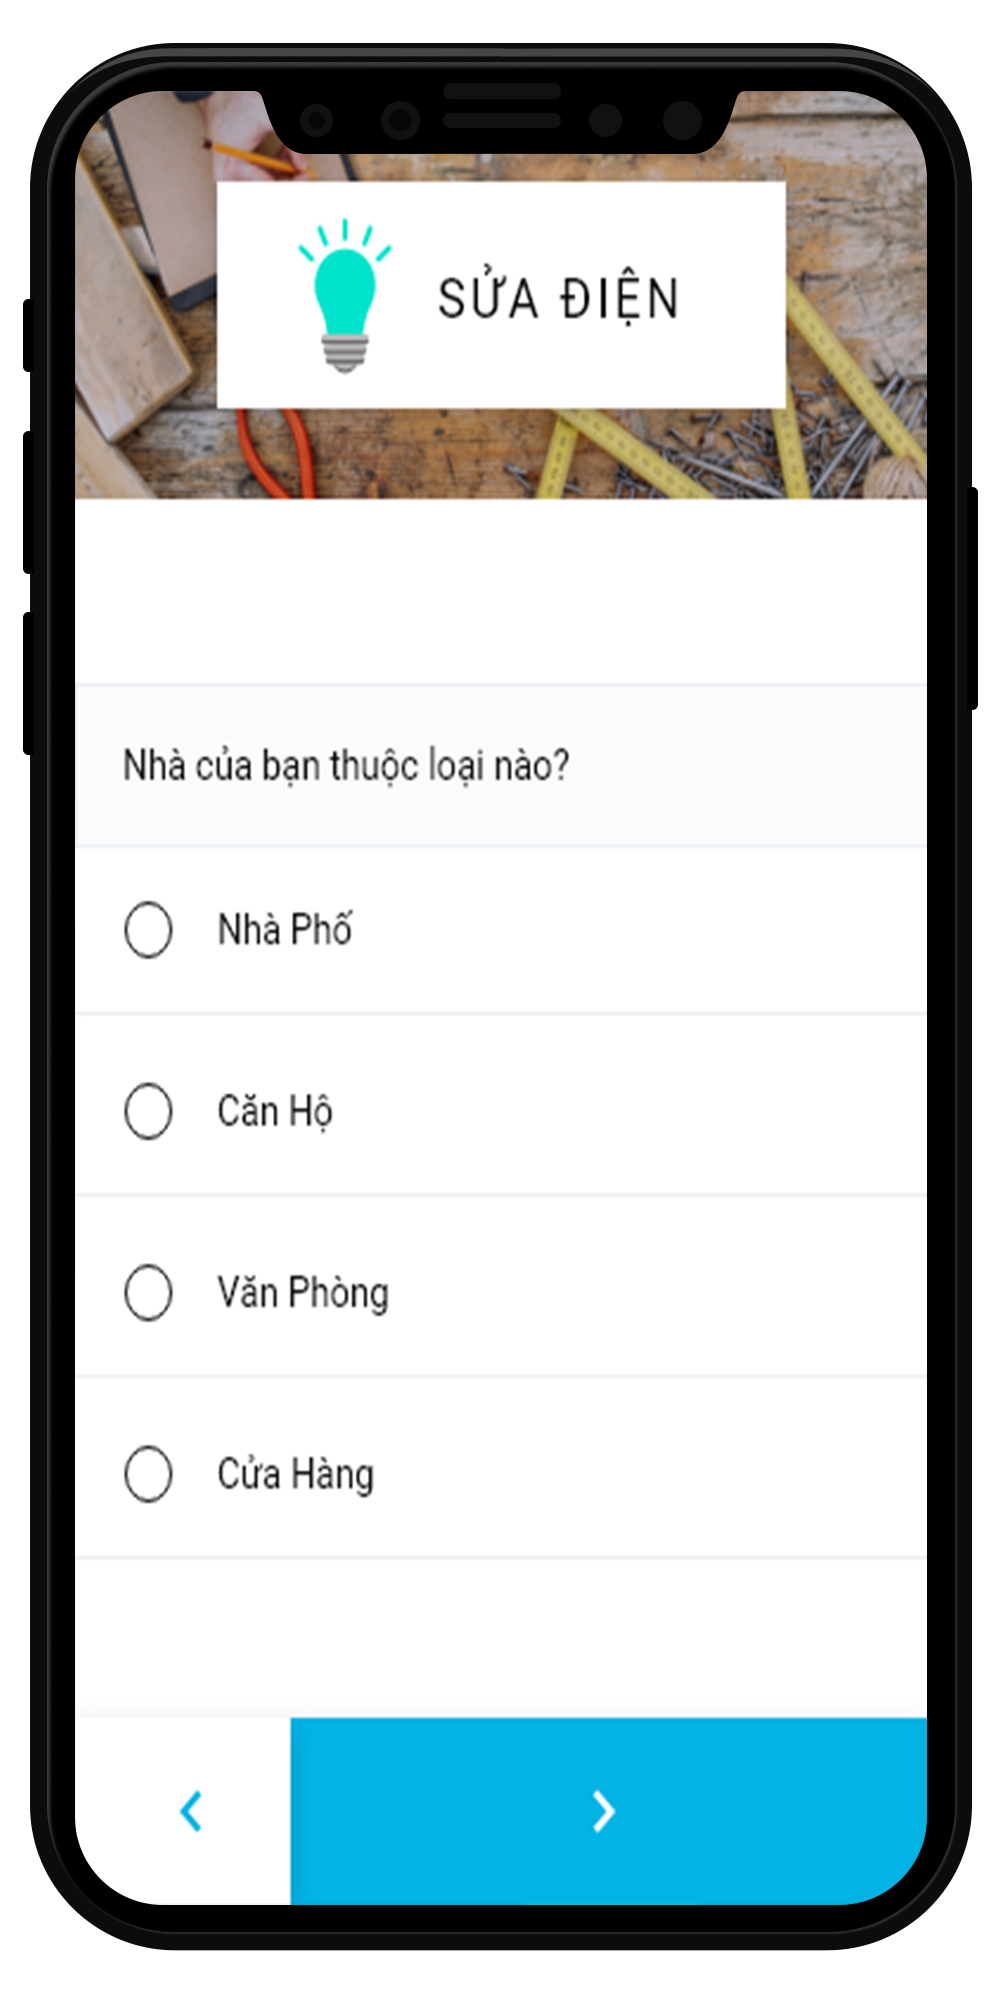 SỬA ĐIỆN
Nhà của bạn thuộc loại nào?
Nhà Phố
Căn Hộ
Văn Phòng
Cửa Hàng